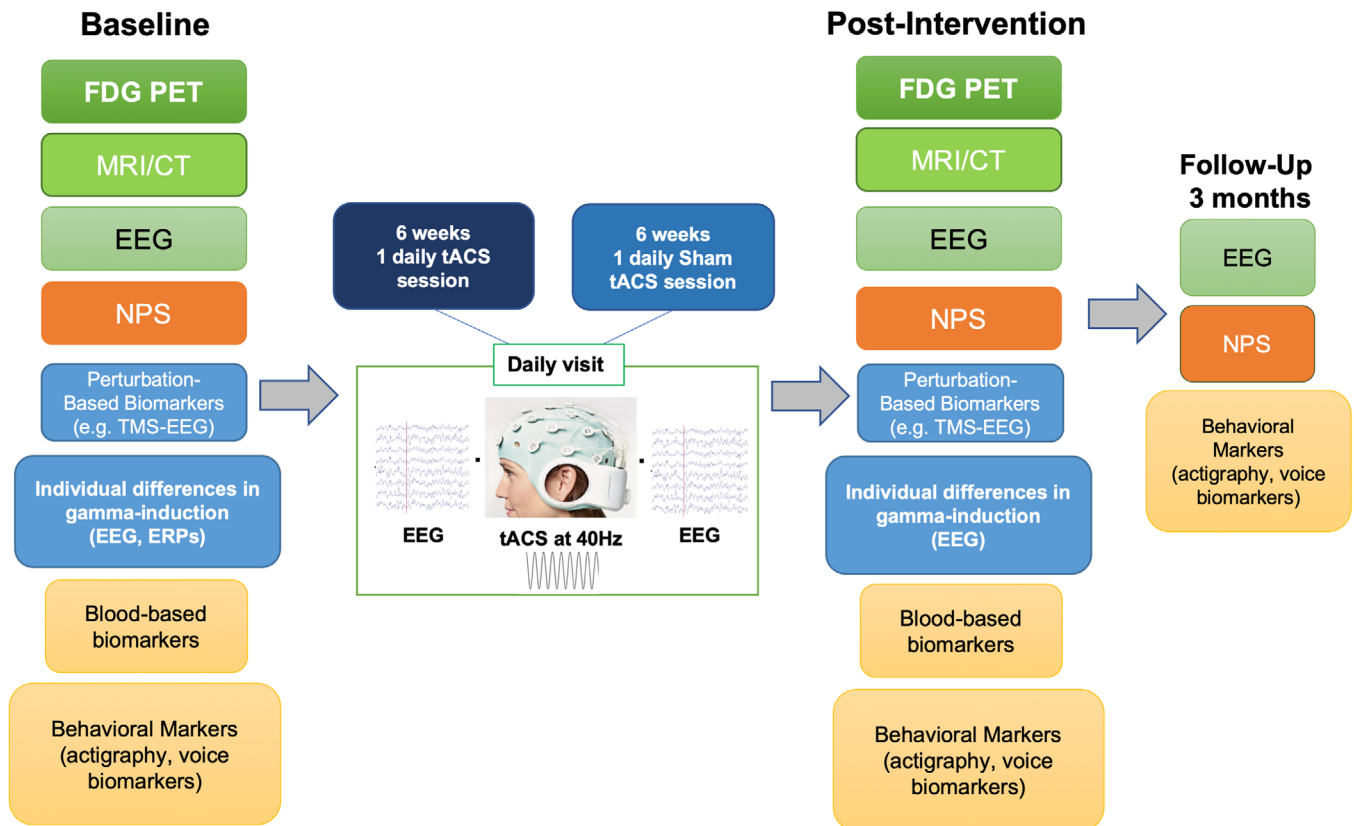 Baseline
FDG PET
MRI/CT
EEG
NPS
Perturbation-
Based Biomarkers
(e.g. TMS-EEG)
Individual differences in
gamma-induction
(EEG, ERPs)
Blood-based
biomarkers
Behavioral Markers
(actigraphy, voice
biomarkers)
6 weeks
1 daily tACS
session
6 weeks
1 daily Sham
tACS session
Daily visit
EEG
tACS at 40Hz
EEG
Post-Intervention
FDG PET
MRI/CT
EEG
NPS
Perturbation-
Based Biomarkers
(e.g. TMS-EEG)
Individual differences in
gamma-induction
(EEG)
Blood-based
biomarkers
Behavioral Markers
(actigraphy, voice
biomarkers)
Follow-Up
3 months
EEG
NPS
Behavioral
Markers
(actigraphy, voice
biomarkers)